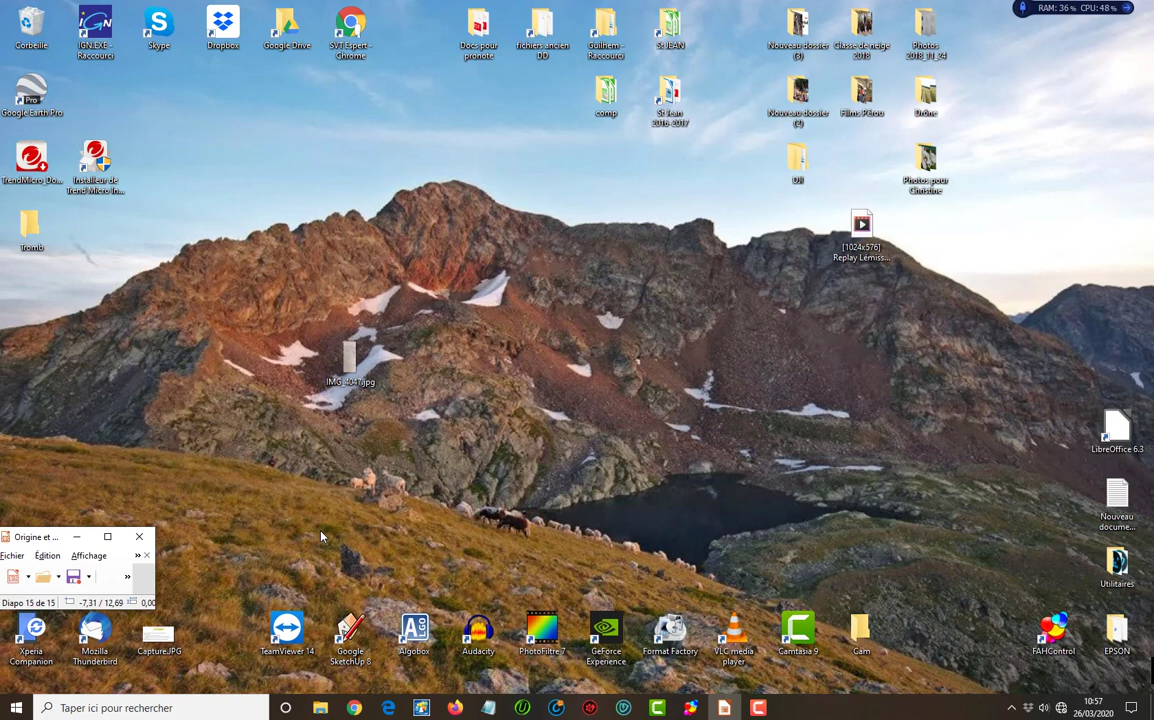 RAM: 36 % CPU: 48 %
Corbeille
IGN.EXE -
Raccourci
Skype
Dropbox
Google Drive
SVT Espert -
Chrome
Docs pour
pronote
fichiers ancien
DD
Guilhem -
Raccourci
St JEAN
Nouveau dossier
(3)
Classe de neige
2018
Photos
2018_11_24
Google Earth Pro
Pro
comp
St Jean
2016-2017
Nouveau dossier
(2)
Films Pérou
Drône
TrendMicro_Do...
Installeur de
Trend Micro In...
DJI
Photos pour
Christine
Tromb
[1024x576]
Replay Lémiss...
IMG_4047.jpg
LibreOffice 6.3
Nouveau
docume...
Utilitaires
Origine et ...
Fichier Édition Affichage »
»
Diapo 15 de 15 -7,31 / 12,69 0,00
Xperia
Companion
Mozilla
Thunderbird
CaptureJPG
TeamViewer 14
Google
SketchUp 8
Algobox
Audacity
PhotoFiltre 7
GeForce
Experience
Format Factory
VLC media
player
Camtasia 9
Cam
FAHControl
EPSON
Taper ici pour rechercher
10:57
26/03/2020